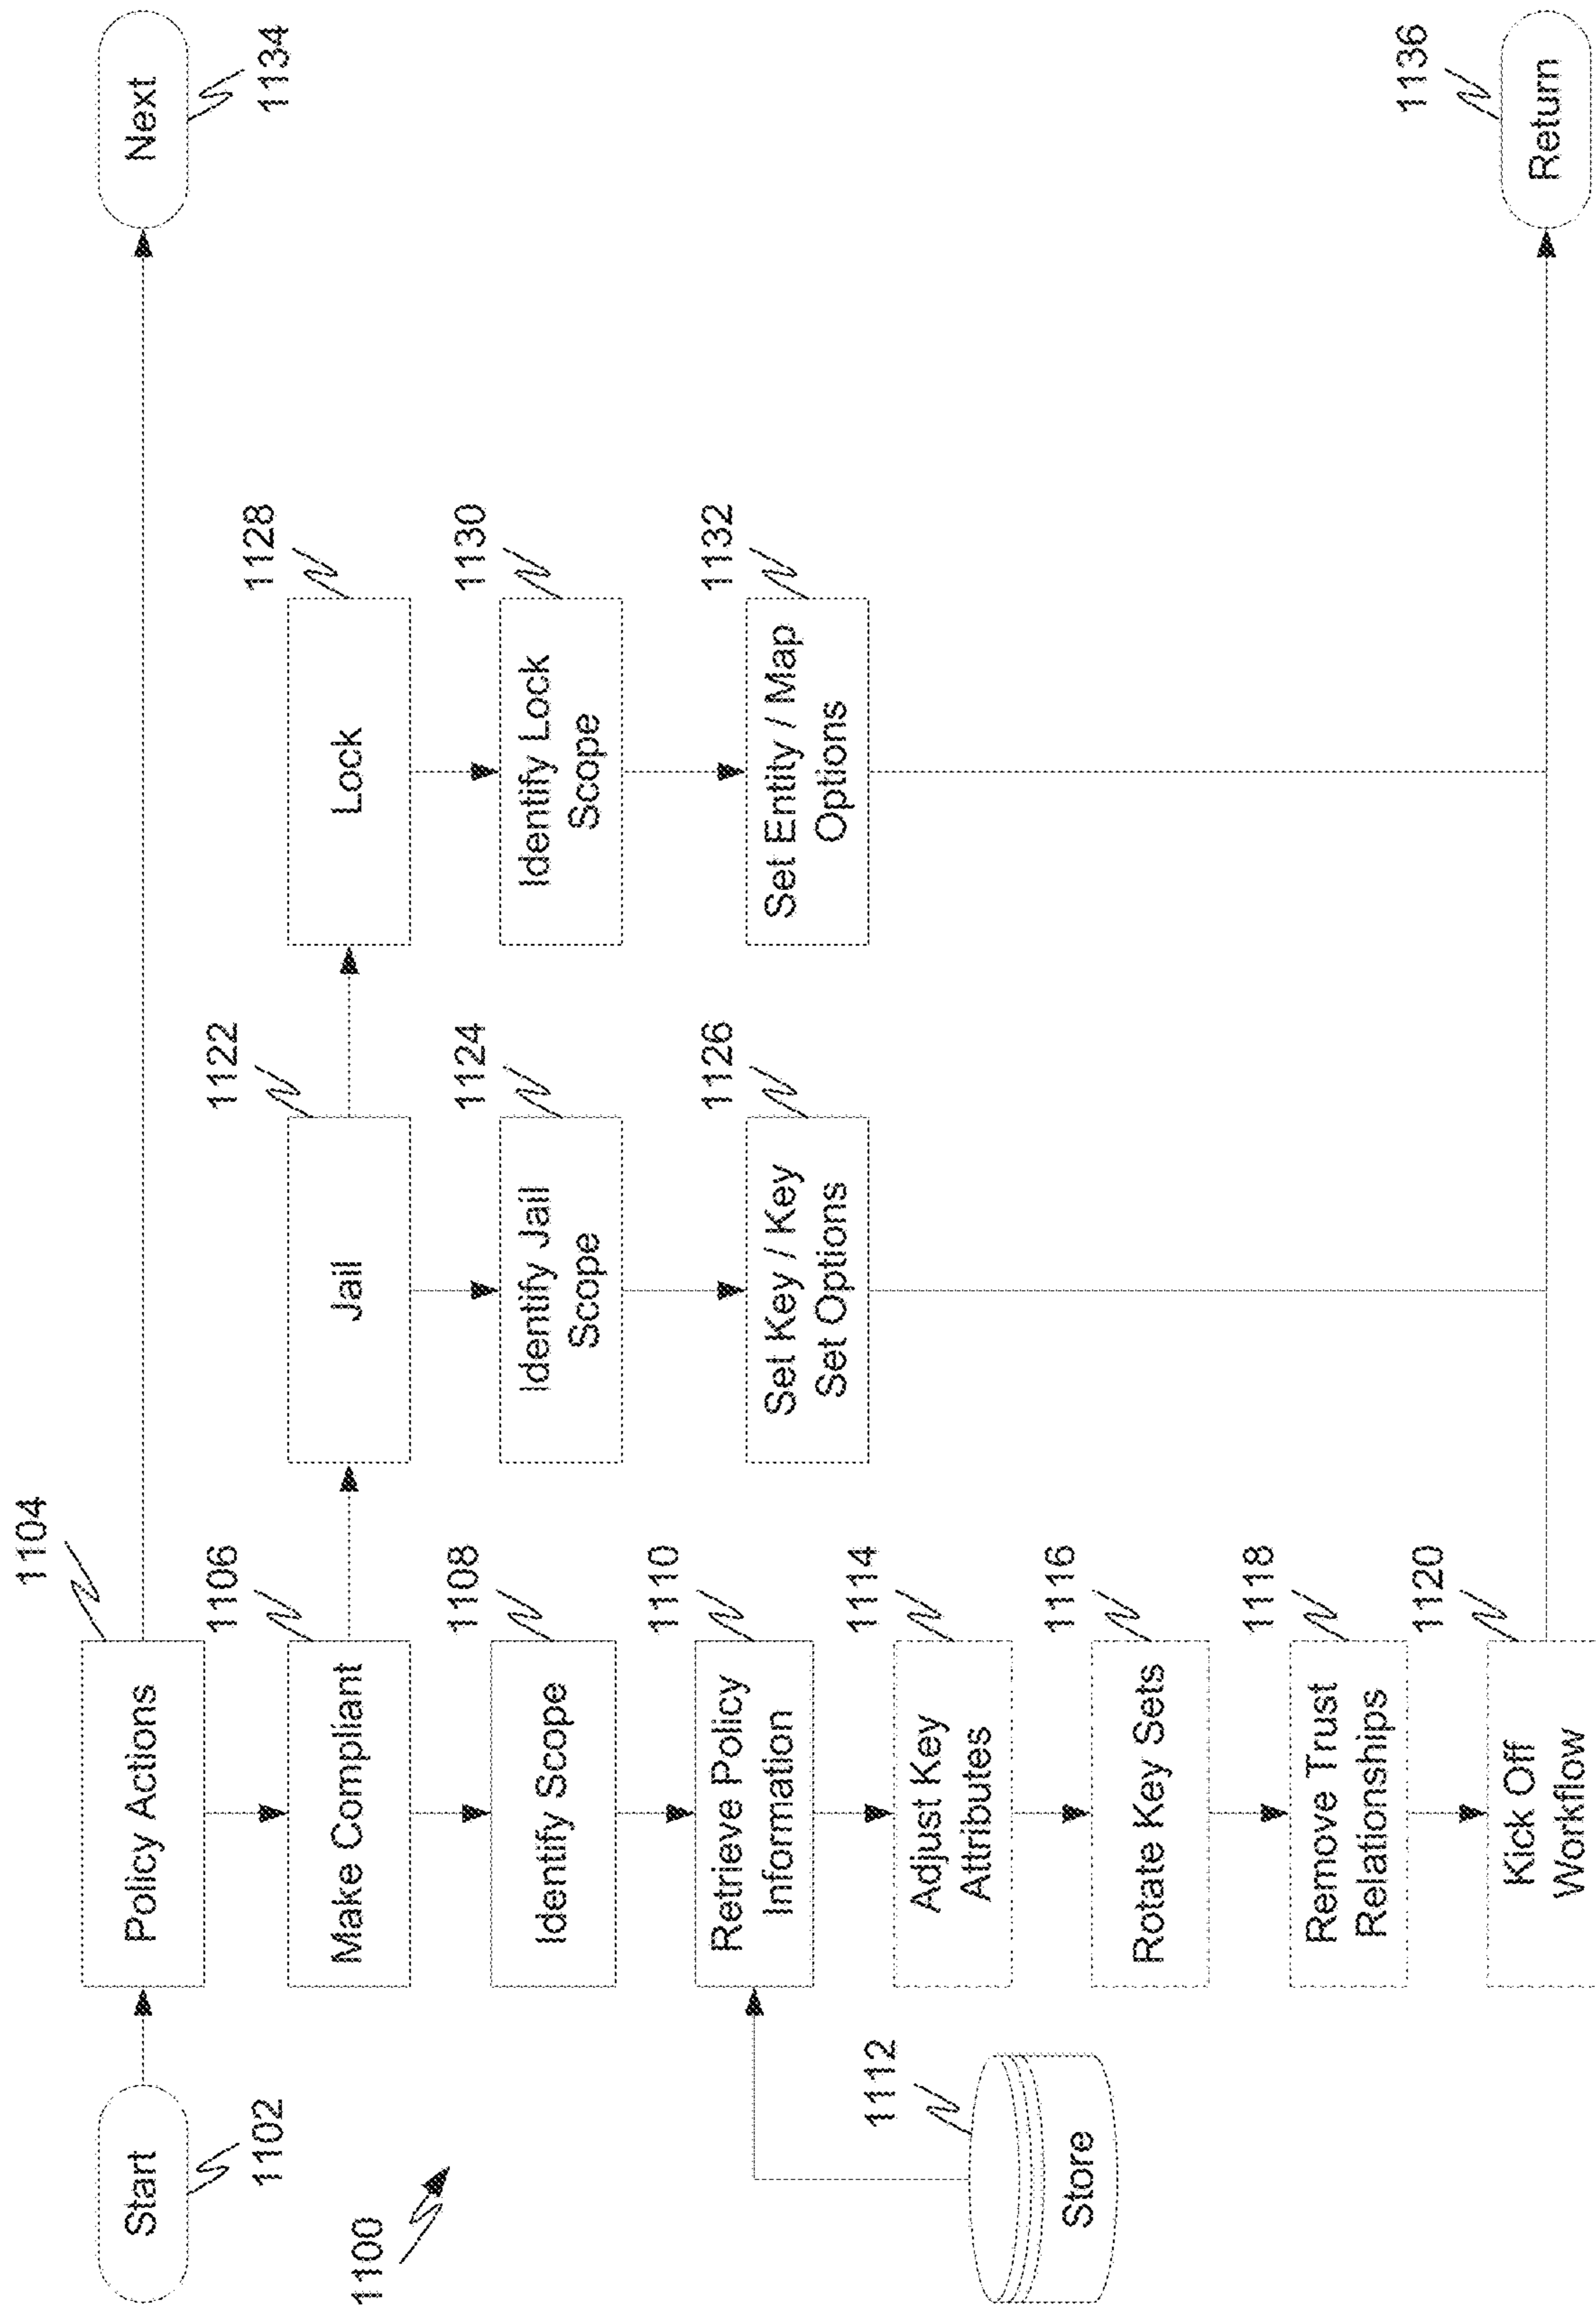 1104
Start
1102
Policy Actions
Next
1134
1100
1106
Make Compliant
1122
Jail
1128
Lock
1108
Identify Scope
1124
Identify Jail
Scope
1130
Identify Lock
Scope
1110
Retrieve Policy
Information
1126
Set Key / Key
Set Options
1132
Set Entity / Map
Options
1112
Store
1114
Adjust Key
Attributes
1116
Rotate Key Sets
1118
Remove Trust
Relationships
1120
Kick Off
Workflow
1136
Return